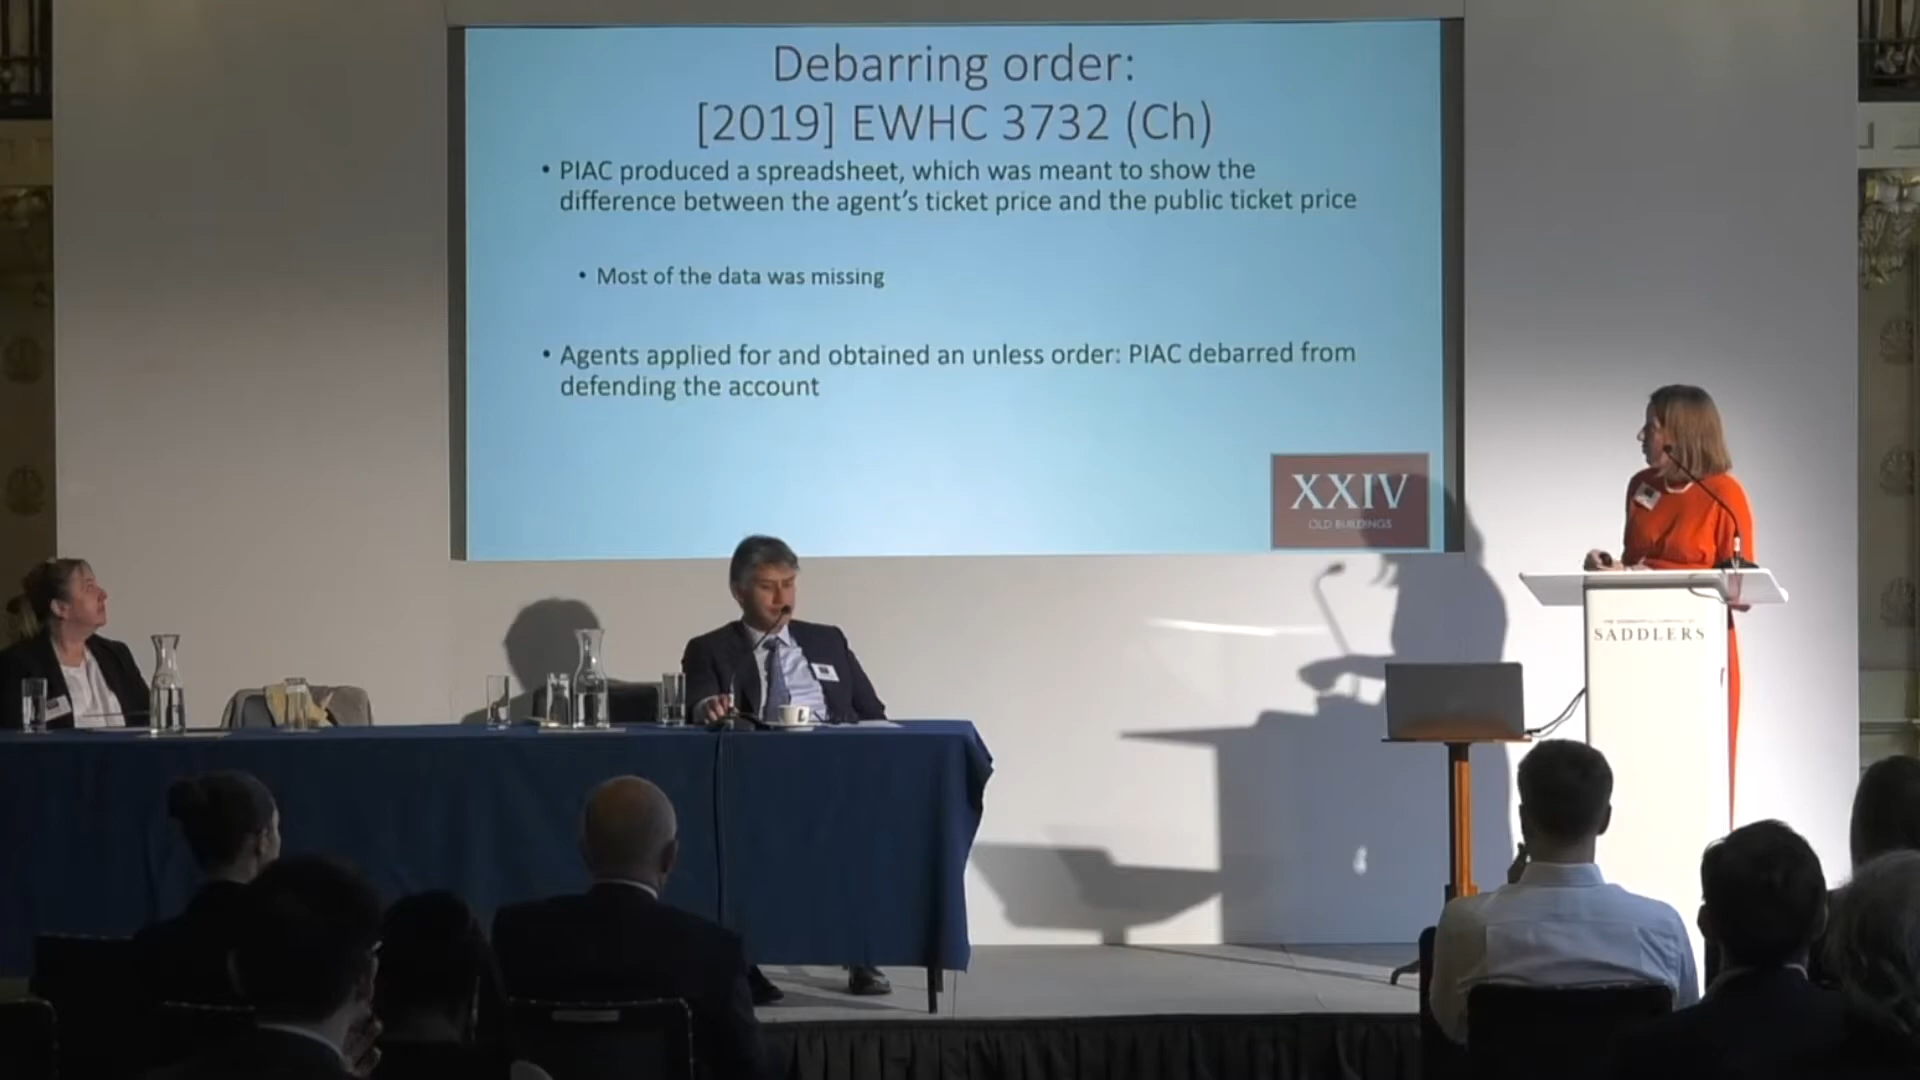 Debarring order:
[2019] EWHC 3732 (Ch)
• PIAC produced a spreadsheet, which was meant to show the
difference between the agent's ticket price and the public ticket price
• Most of the data was missing
• Agents applied for and obtained an unless order: PIAC debarred from
defending the account
XXIV
OLD BUILDINGS
SADDLERS